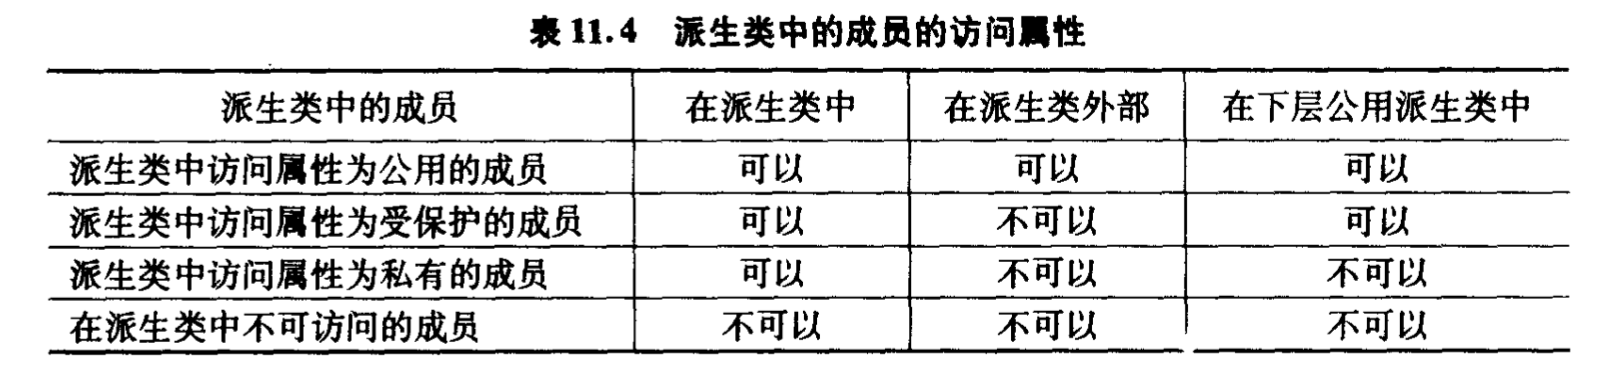 表 11.4 派生类中的成员的访问属性
派生类中的成员 在派生类中 在派生类外部 在下层公用派生类中
派生类中访问属性为公用的成员 可以 可以 可以
派生类中访问属性为受保护的成员 可以 不可以 可以
派生类中访问属性为私有的成员 可以 不可以 不可以
在派生类中不可访问的成员 不可以 不可以 不可以